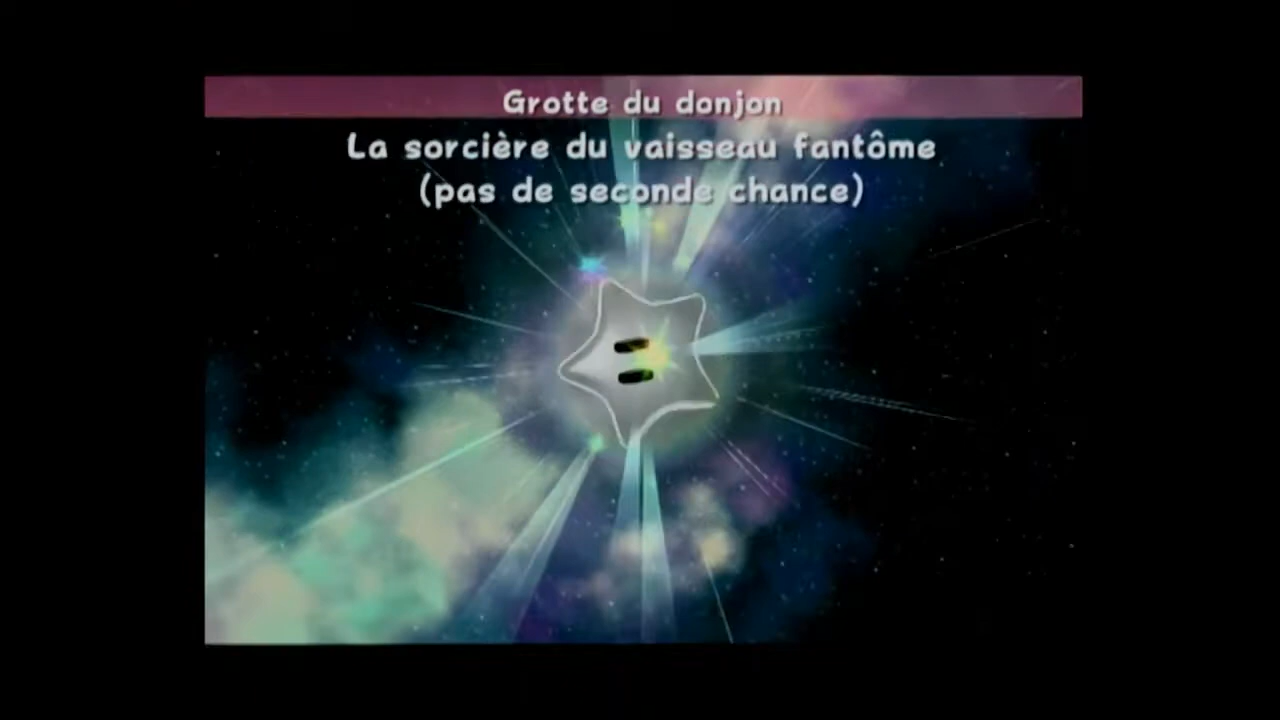 Grotte du donjon
La sorcière du vaisseau fantôme
(pas de seconde chance)